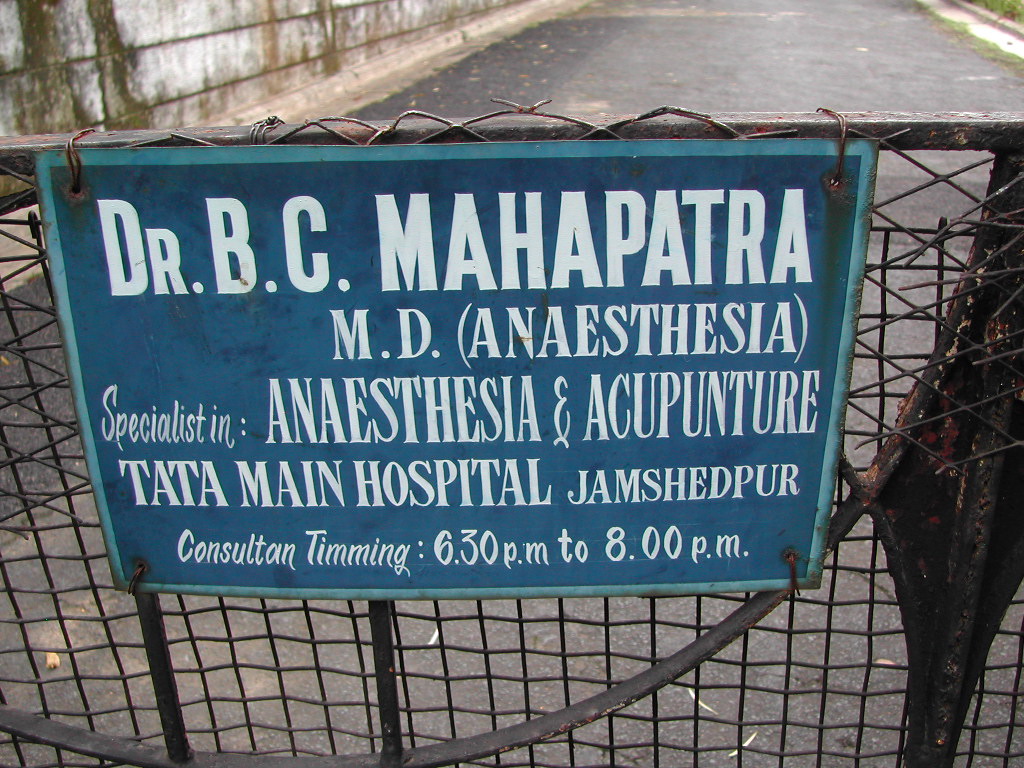 DR. B. C. MAHAPATRA
M.D. (ANAESTHESIA)
Specialist in: ANAESTHESIA & ACUPUNTURE
TATA MAIN HOSPITAL JAMSHEDPUR
Consultan Timming: 6.30 p.m to 8.00 p.m.